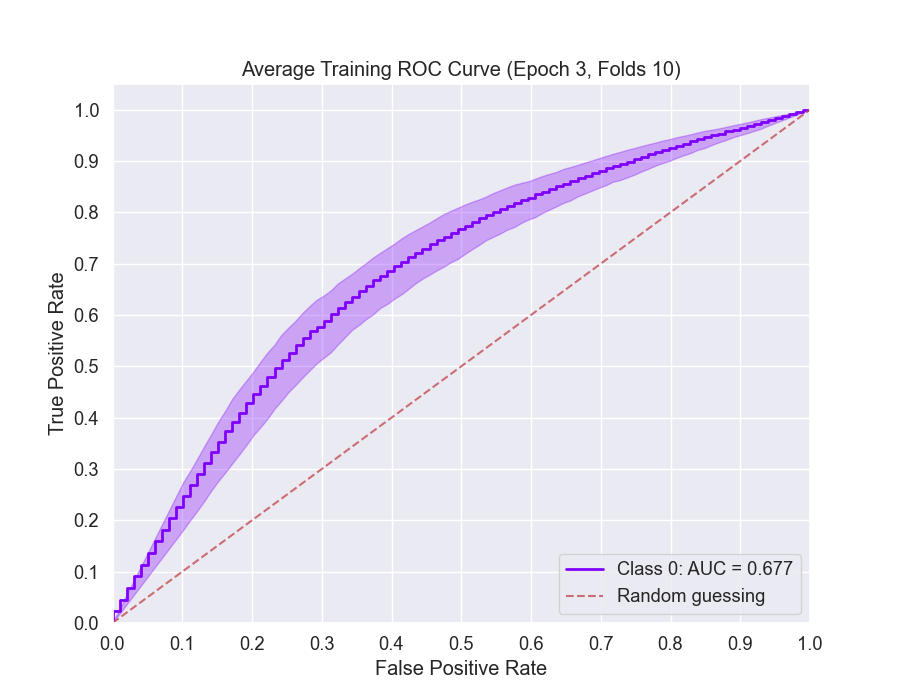 Average Training ROC Curve (Epoch 3, Folds 10)
True Positive Rate
1.0
0.9
0.8
0.7
0.6
0.5
0.4
0.3
0.2
0.1
0.0
Class 0: AUC = 0.677
Random guessing
0.0 0.1 0.2 0.3 0.4 0.5 0.6 0.7 0.8 0.9 1.0
False Positive Rate